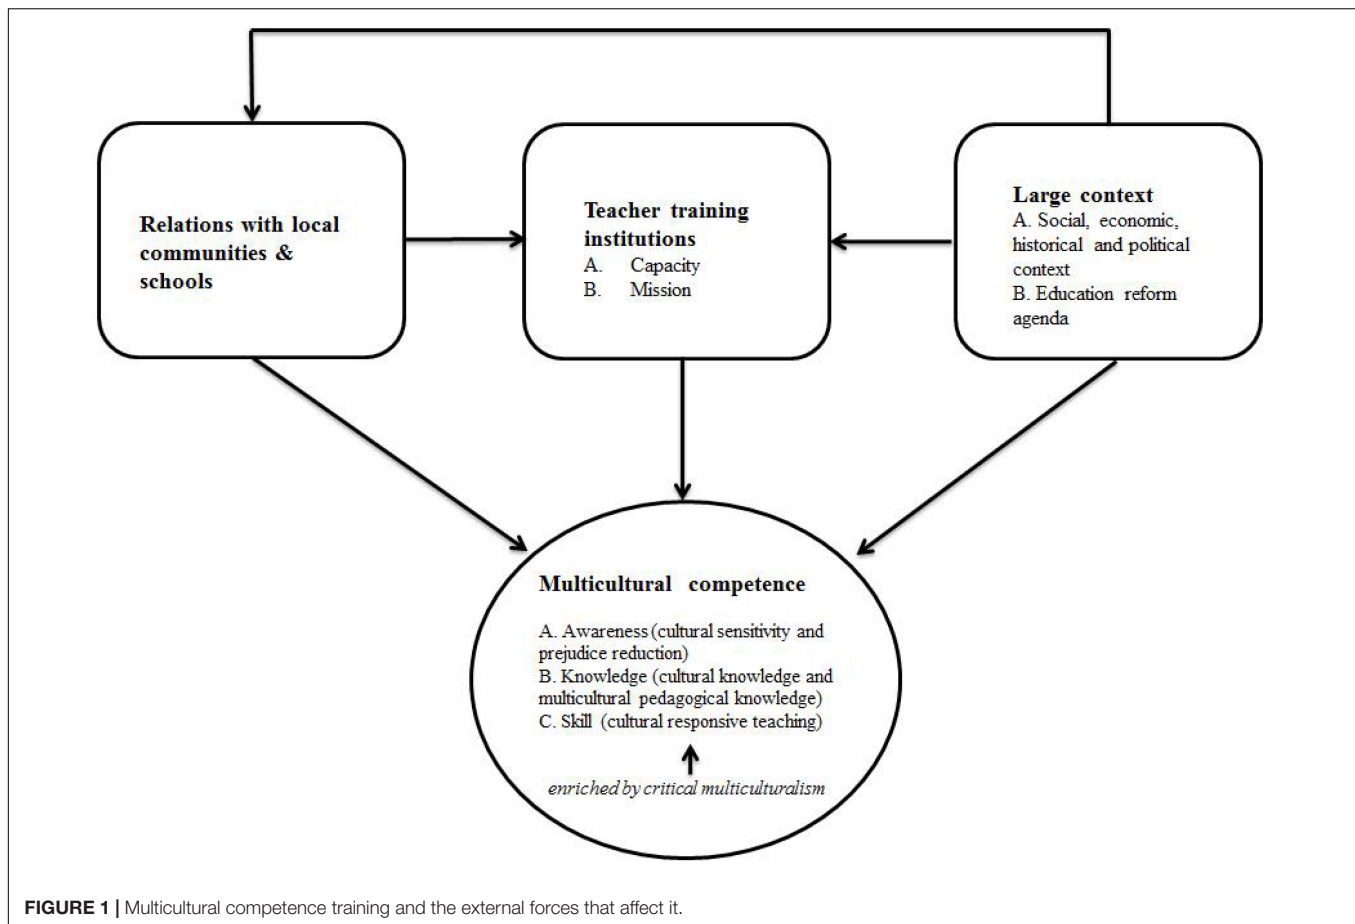 Relations with local
communities &
schools
Teacher training
institutions
A. Capacity
B. Mission
Large context
A. Social, economic,
historical and political
context
B. Education reform
agenda
Multicultural competence
A. Awareness (cultural sensitivity and
prejudice reduction)
B. Knowledge (cultural knowledge and
multicultural pedagogical knowledge)
C. Skill (cultural responsive teaching)
enriched by critical multiculturalism
FIGURE 1 | Multicultural competence training and the external forces that affect it.